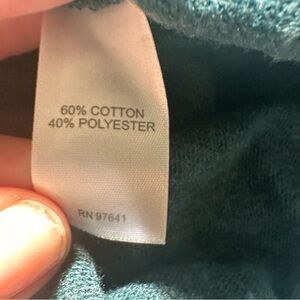 60% COTTON
40% POLYESTER
RN 97641